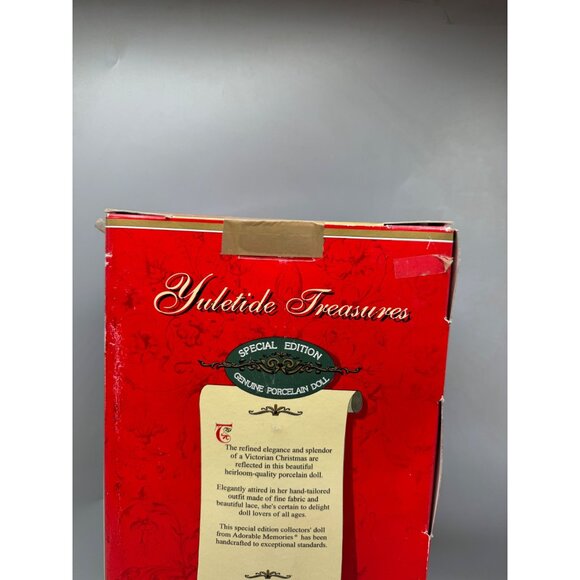 Yuletide Treasures
SPECIAL EDITION
GENUINE PORCELAIN DOLL
T
The refined elegance and splendor
of a Victorian Christmas are
reflected in this beautiful
heirloom-quality porcelain doll.
Elegantly attired in her hand-tailored
outfit made of fine fabric and
beautiful lace, she's certain to delight
doll lovers of all ages.
This special edition collectors' doll
from Adorable Memories® has been
handcrafted to exceptional standards.